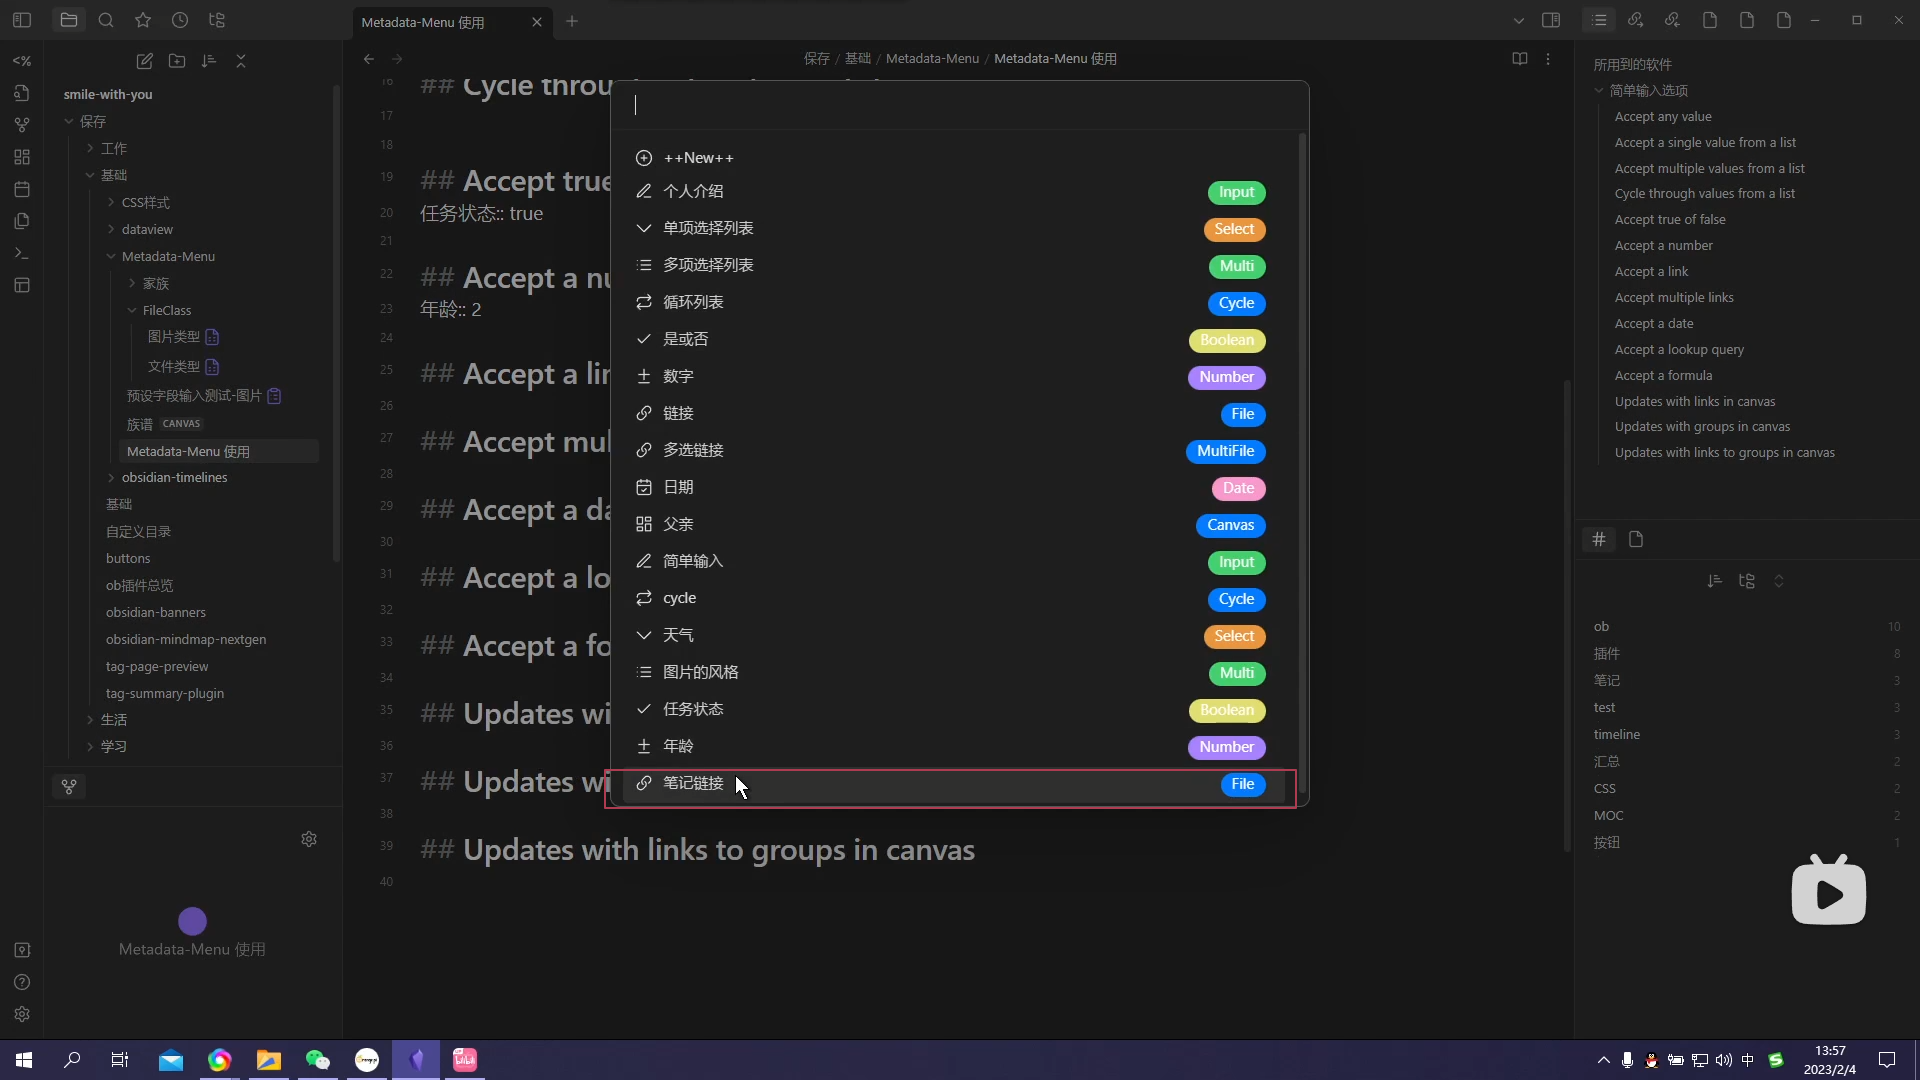 Metadata-Menu 使用
smile-with-you
保存
工作
基础
CSS样式
dataview
Metadata-Menu
家族
FileClass
图片类型
文件类型
预设字段输入测试-图片
族谱 CANVAS
Metadata-Menu 使用
obsidian-timelines
基础
自定义目录
buttons
ob插件总览
obsidian-banners
obsidian-mindmap-nextgen
tag-page-preview
tag-summary-plugin
生活
学习
Metadata-Menu 使用
保存 / 基础 / Metadata-Menu / Metadata-Menu 使用
16
## Cycle throu
17
18
19 ## Accept true
20 任务状态:: true
21
22 ## Accept a nu
23 年龄:: 2
24
25 ## Accept a lin
26
27 ## Accept mul
28
29 ## Accept a da
30
31 ## Accept a lo
32
33 ## Accept a fo
34
35 ## Updates wi
36
37 ## Updates wi
38
39 ## Updates with links to groups in canvas
40
++New++
个人介绍 Input
单项选择列表 Select
多项选择列表 Multi
循环列表 Cycle
是或否 Boolean
数字 Number
链接 File
多选链接 MultiFile
日期 Date
父亲 Canvas
简单输入 Input
cycle Cycle
天气 Select
图片的风格 Multi
任务状态 Boolean
年龄 Number
笔记链接 File
所用到的软件
简单输入选项
Accept any value
Accept a single value from a list
Accept multiple values from a list
Cycle through values from a list
Accept true of false
Accept a number
Accept a link
Accept multiple links
Accept a date
Accept a lookup query
Accept a formula
Updates with links in canvas
Updates with groups in canvas
Updates with links to groups in canvas
ob 10
插件 8
笔记 3
test 3
timeline 3
汇总 2
CSS 2
MOC 2
按钮 1
中
13:57
2023/2/4